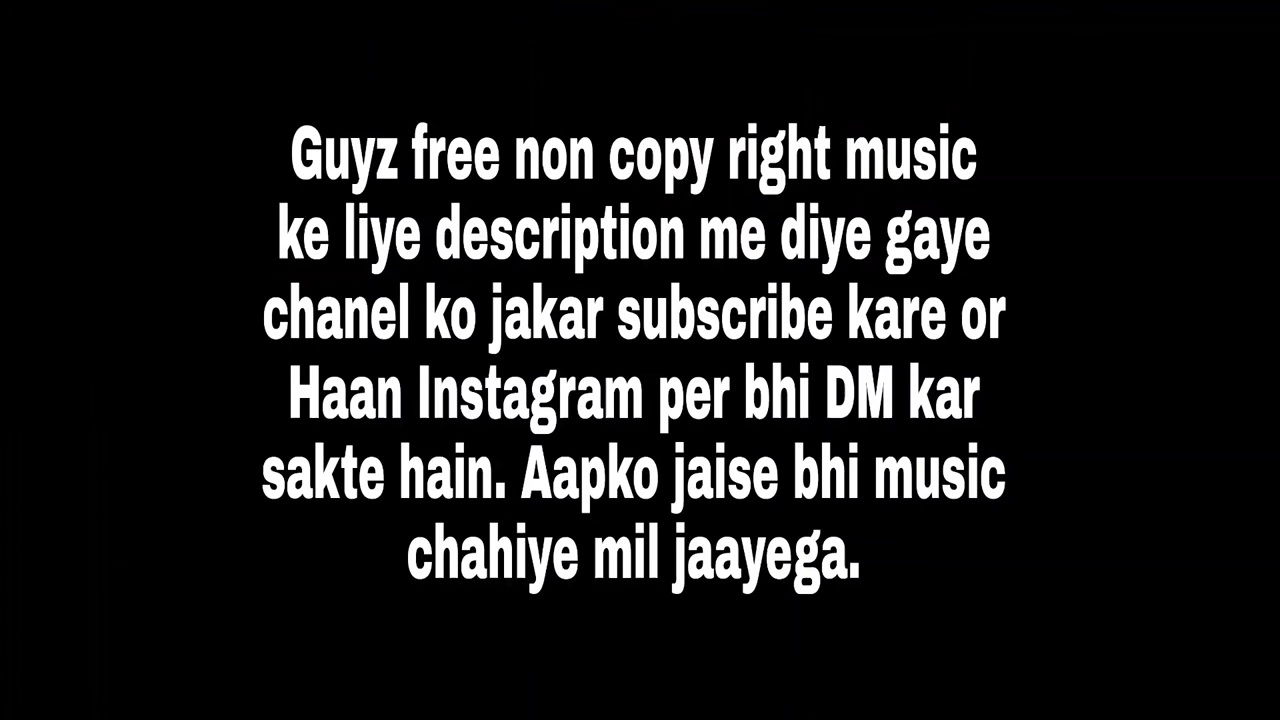 Guyz free non copy right music
ke liye description me diye gaye
chanel ko jakar subscribe kare or
Haan Instagram per bhi DM kar
sakte hain. Aapko jaise bhi music
chahiye mil jaayega.